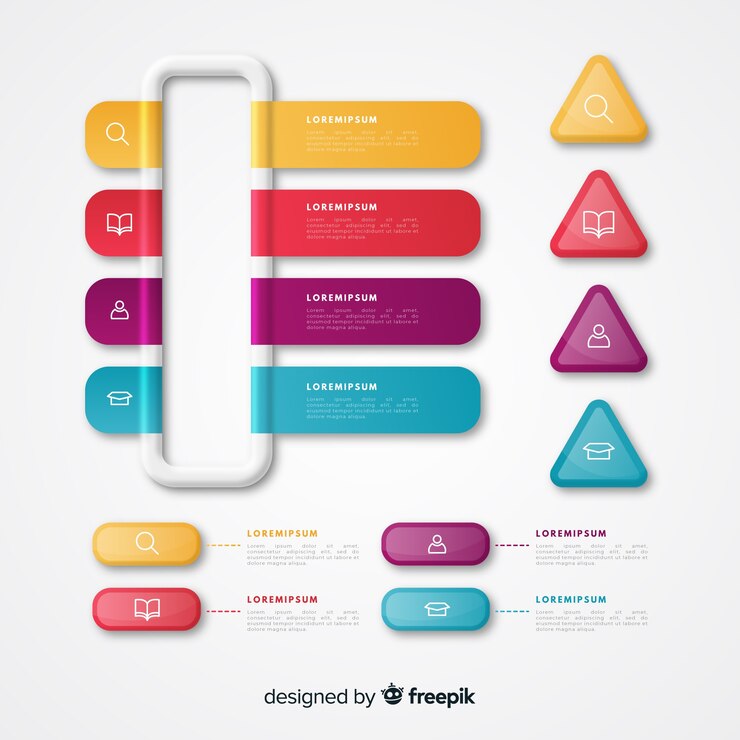 LOREMIPSUM
Lorem ipsum dolor sit amet,
consectetur adipiscing elit, sed do
eiusmod tempor incididunt ut labore
et dolore magna aliqua.
LOREMIPSUM
Lorem ipsum dolor sit amet,
consectetur adipiscing elit, sed do
eiusmod tempor incididunt ut labore
et dolore magna aliqua.
LOREMIPSUM
Lorem ipsum dolor sit amet,
consectetur adipiscing elit, sed do
eiusmod tempor incididunt ut labore
et dolore magna aliqua.
LOREMIPSUM
Lorem ipsum dolor sit amet,
consectetur adipiscing elit, sed do
eiusmod tempor incididunt ut labore
et dolore magna aliqua.
LOREMIPSUM
Lorem ipsum dolor sit amet,
consectetur adipiscing elit, sed do
eiusmod tempor incididunt ut labore et
dolore magna aliqua.
LOREMIPSUM
Lorem ipsum dolor sit amet,
consectetur adipiscing elit, sed do
eiusmod tempor incididunt ut labore et
dolore magna aliqua.
LOREMIPSUM
Lorem ipsum dolor sit amet,
consectetur adipiscing elit, sed do
eiusmod tempor incididunt ut labore et
dolore magna aliqua.
LOREMIPSUM
Lorem ipsum dolor sit amet,
consectetur adipiscing elit, sed do
eiusmod tempor incididunt ut labore et
dolore magna aliqua.
designed by freepik